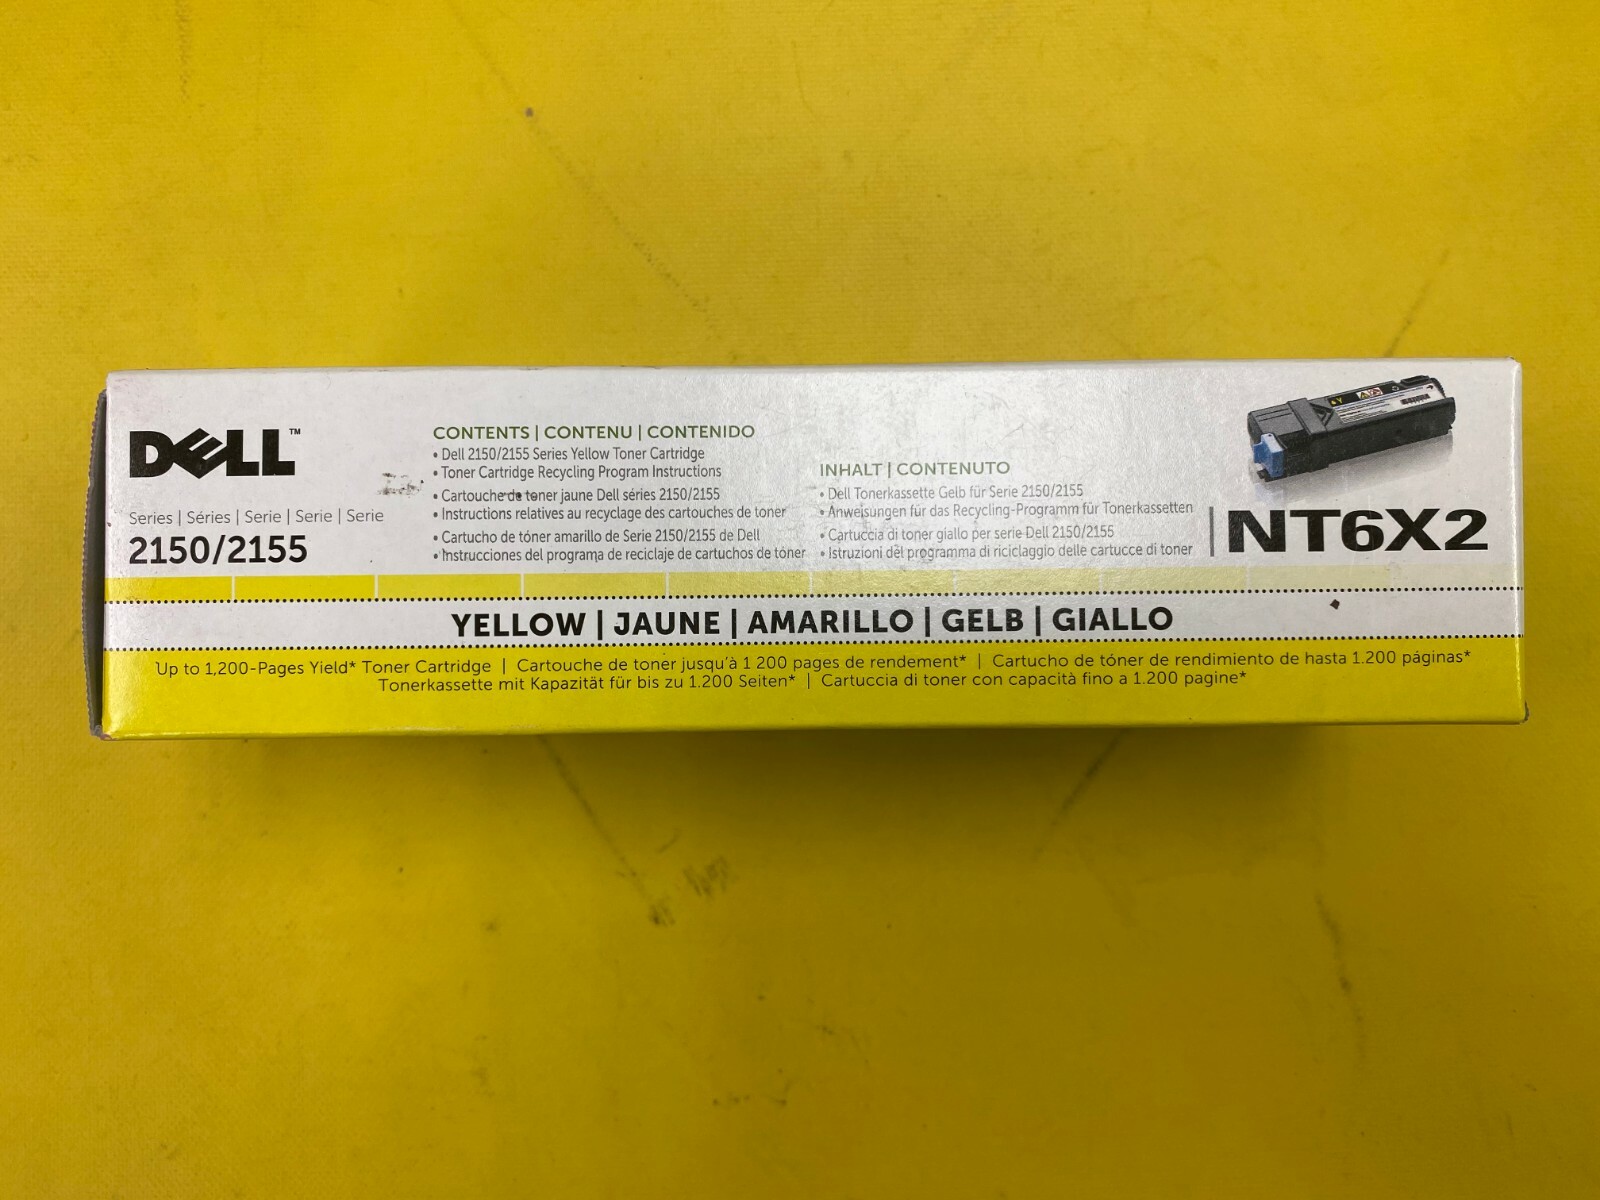 DELL™
Series | Séries | Serie | Serie | Serie
2150/2155
CONTENTS | CONTENU | CONTENIDO
• Dell 2150/2155 Series Yellow Toner Cartridge
• Toner Cartridge Recycling Program Instructions
• Cartouche de toner jaune Dell séries 2150/2155
• Instructions relatives au recyclage des cartouches de toner
• Cartucho de tóner amarillo de Serie 2150/2155 de Dell
• Instrucciones del programa de reciclaje de cartuchos de tóner
INHALT | CONTENUTO
• Dell Tonerkassette Gelb für Serie 2150/2155
• Anweisungen für das Recycling-Programm für Tonerkassetten
• Cartuccia di toner giallo per serie Dell 2150/2155
• Istruzioni del programma di riciclaggio delle cartucce di toner
| NT6X2
YELLOW | JAUNE | AMARILLO | GELB | GIALLO
Up to 1,200-Pages Yield* Toner Cartridge | Cartouche de toner jusqu'à 1 200 pages de rendement* | Cartucho de tóner de rendimiento de hasta 1.200 páginas*
Tonerkassette mit Kapazität für bis zu 1.200 Seiten* | Cartuccia di toner con capacità fino a 1.200 pagine*